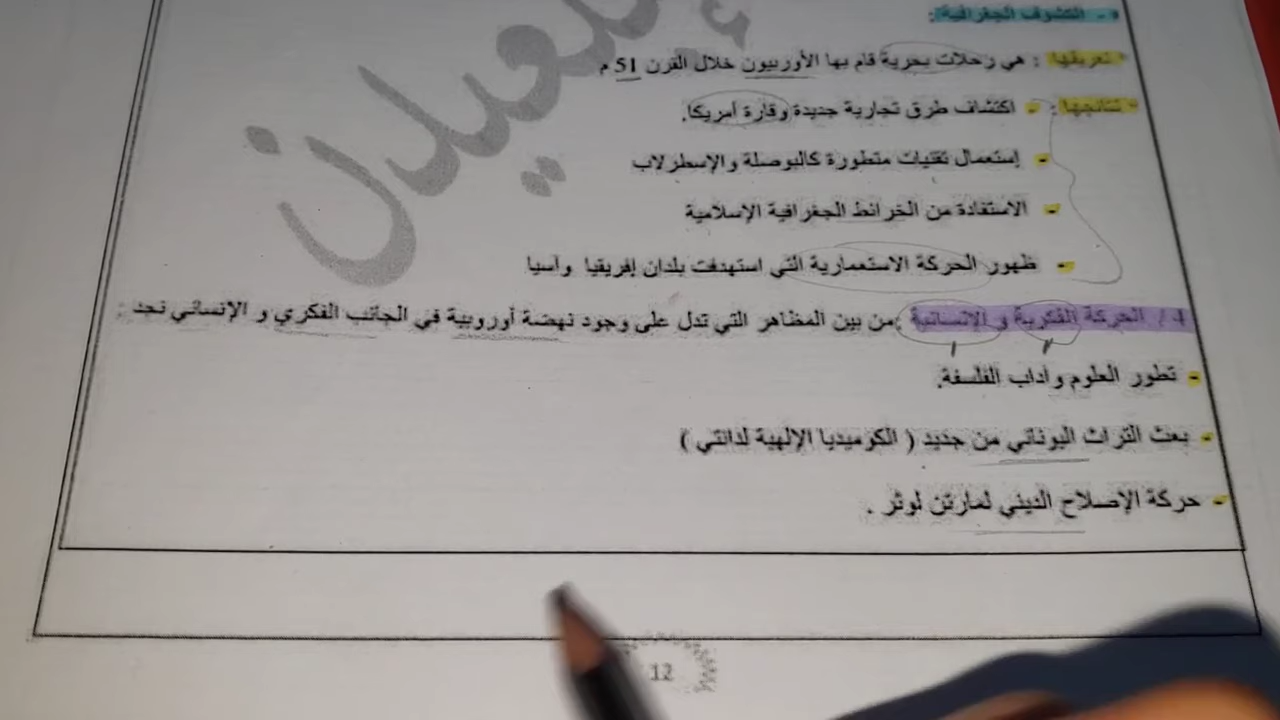 - الكشوف الجغرافية:
* تعريفها : هي رحلات بحرية قام بها الأوربيون خلال القرن 51 م
* نتائجها : - اكتشاف طرق تجارية جديدة وقارة أمريكا.
- إستعمال تقنيات متطورة كالبوصلة والإسطرلاب
- الاستفادة من الخرائط الجغرافية الإسلامية
- ظهور الحركة الاستعمارية التي استهدفت بلدان إفريقيا وآسيا
4 / الحركة الفكرية و الإنسانية :من بين المظاهر التي تدل على وجود نهضة أوروبية في الجانب الفكري و الإنساني نجد :
- تطور العلوم وآداب الفلسفة.
- بعث التراث اليوناني من جديد ( الكوميديا الإلهية لدانتي )
- حركة الإصلاح الديني لمارتن لوثر .
12